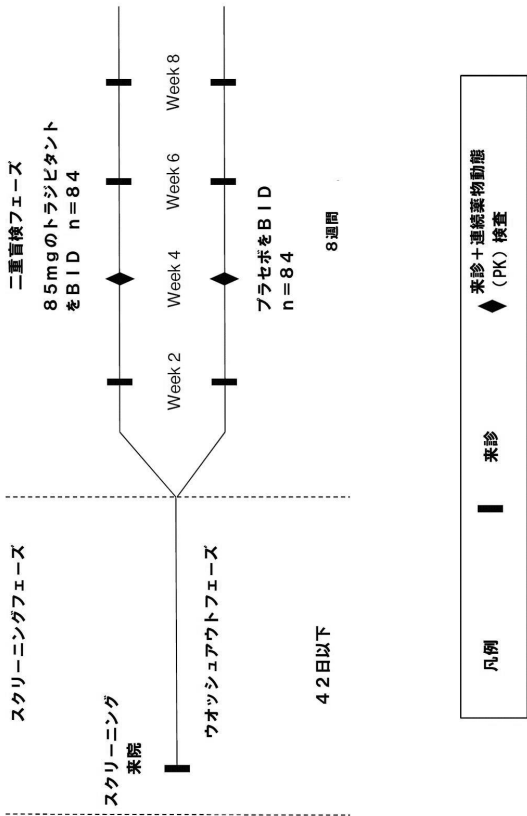 スクリーニングフェーズ
二重盲検フェーズ
スクリーニング
来院
85mgのトラジピタント
をBID n=84
Week 2
Week 4
Week 6
Week 8
ウオッシュアウトフェーズ
プラセボをBID
n=84
42日以下
8週間
凡例
来診
来診+連続薬物動態
(PK) 検査